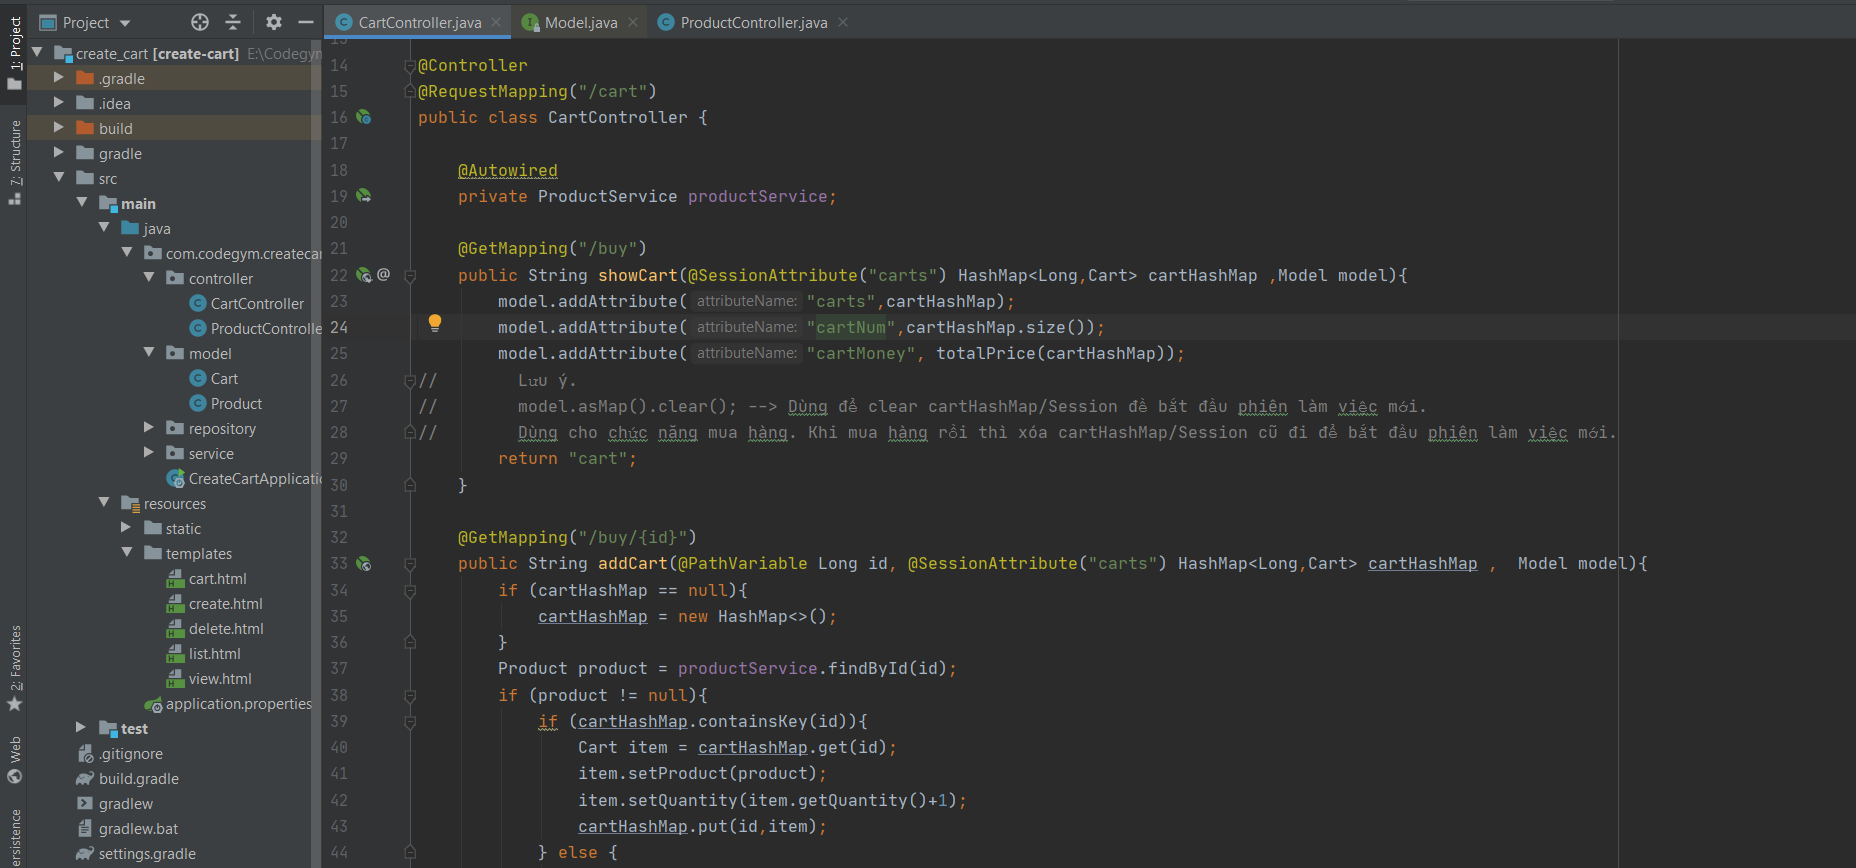 Project
CartController.java
Model.java
ProductController.java
1: Project
7: Structure
2: Favorites
Web
create_cart [create-cart] E:\Codegy
.gradle
.idea
build
gradle
src
main
java
com.codegym.createca
controller
CartController
ProductControlle
model
Cart
Product
repository
service
CreateCartApplicati
resources
static
templates
cart.html
create.html
delete.html
list.html
view.html
application.properties
test
.gitignore
build.gradle
gradlew
gradlew.bat
settings.gradle
14 @Controller
15 @RequestMapping("/cart")
16 public class CartController {
17
18 @Autowired
19 private ProductService productService;
20
21 @GetMapping("/buy")
22 @ public String showCart(@SessionAttribute("carts") HashMap<Long,Cart> cartHashMap ,Model model){
23 model.addAttribute( attributeName: "carts",cartHashMap);
24 model.addAttribute( attributeName: "cartNum",cartHashMap.size());
25 model.addAttribute( attributeName: "cartMoney", totalPrice(cartHashMap));
26 // Lưu ý.
27 // model.asMap().clear(); --> Dùng để clear cartHashMap/Session để bắt đầu phiên làm việc mới.
28 // Dùng cho chức năng mua hàng. Khi mua hàng rồi thì xóa cartHashMap/Session cũ đi để bắt đầu phiên làm việc mới.
29 return "cart";
30 }
31
32 @GetMapping("/buy/{id}")
33 public String addCart(@PathVariable Long id, @SessionAttribute("carts") HashMap<Long,Cart> cartHashMap , Model model){
34 if (cartHashMap == null){
35 cartHashMap = new HashMap<>();
36 }
37 Product product = productService.findById(id);
38 if (product != null){
39 if (cartHashMap.containsKey(id)){
40 Cart item = cartHashMap.get(id);
41 item.setProduct(product);
42 item.setQuantity(item.getQuantity()+1);
43 cartHashMap.put(id,item);
44 } else {